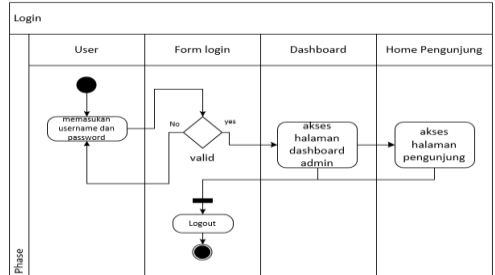 Login
User
Form login
Dashboard
Home Pengunjung
memasukan
username dan
password
No
yes
valid
akses
halaman
dashboard
admin
akses
halaman
pengunjung
Logout
Phase